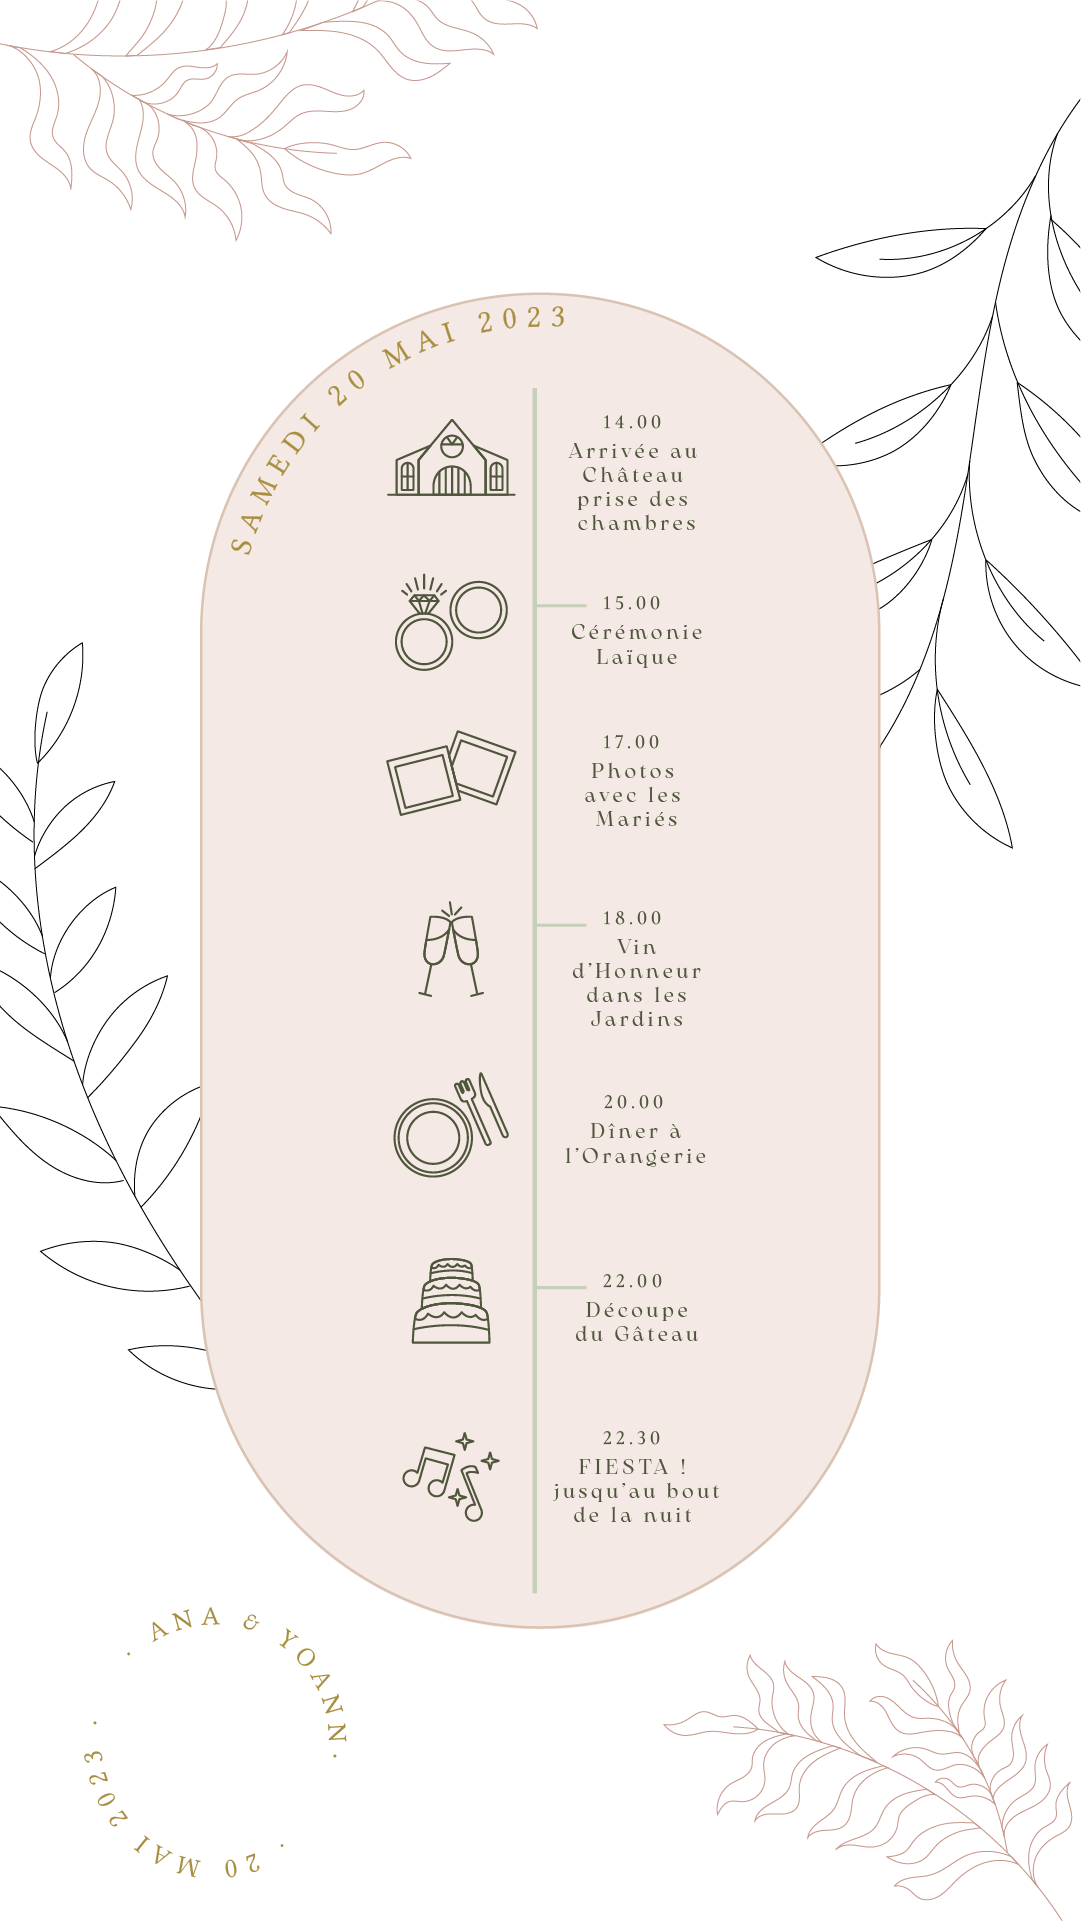 SAMEDI 20 MAI 2023
14.00
Arrivée au
Château
prise des
chambres
15.00
Cérémonie
Laïque
17.00
Photos
avec les
Mariés
18.00
Vin
d'Honneur
dans les
Jardins
20.00
Dîner à
l'Orangerie
22.00
Découpe
du Gâteau
22.30
FIESTA !
jusqu'au bout
de la nuit
· ANA & YOANN ·
· 20 MAI 2023 ·